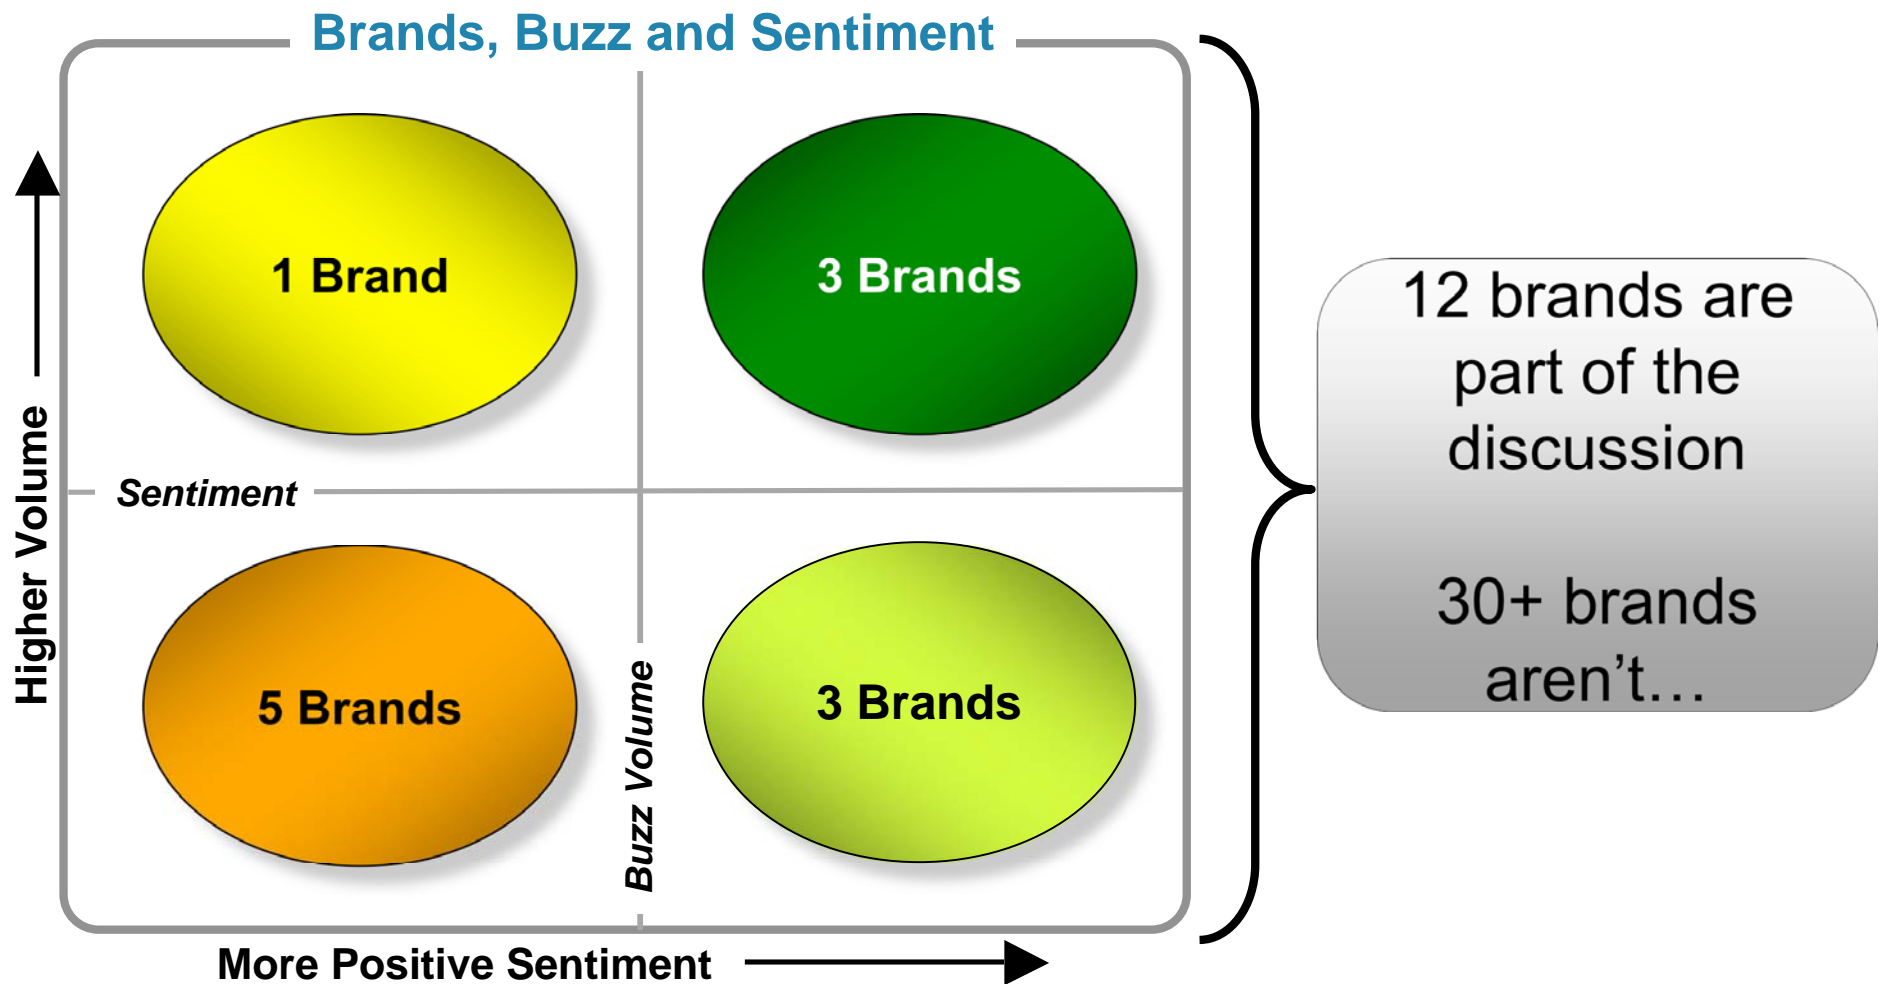 Brands, Buzz and Sentiment
Higher Volume
1 Brand
3 Brands
Sentiment
5 Brands
Buzz Volume
3 Brands
More Positive Sentiment
12 brands are
part of the
discussion
30+ brands
aren’t…